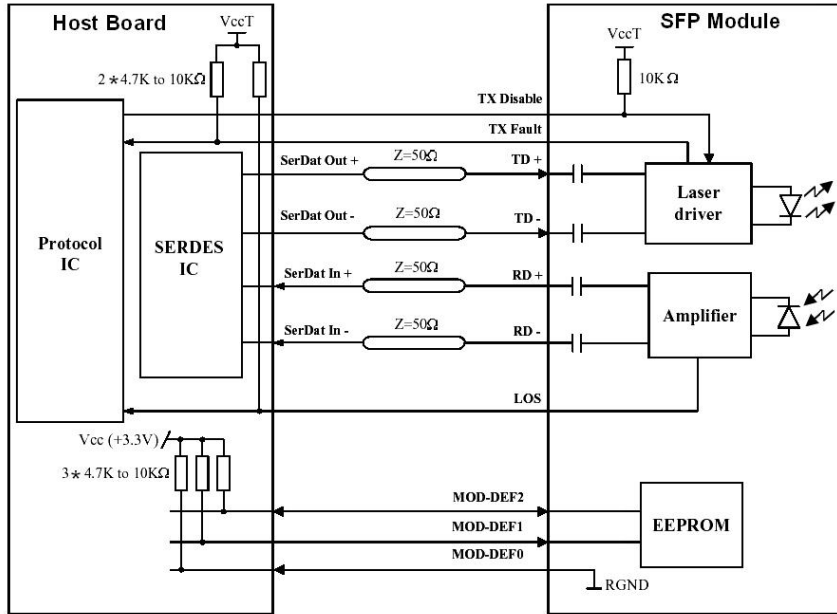 Host Board
SFP Module
VccT
VccT
2*4.7K to 10KΩ
10KΩ
TX Disable
TX Fault
SerDat Out +
Z=50Ω
TD +
Laser driver
SerDat Out -
Z=50Ω
TD -
Protocol IC
SERDES IC
SerDat In +
Z=50Ω
RD +
Amplifier
SerDat In -
Z=50Ω
RD -
LOS
Vcc (+3.3V)
3*4.7K to 10KΩ
MOD-DEF2
MOD-DEF1
MOD-DEF0
EEPROM
RGND